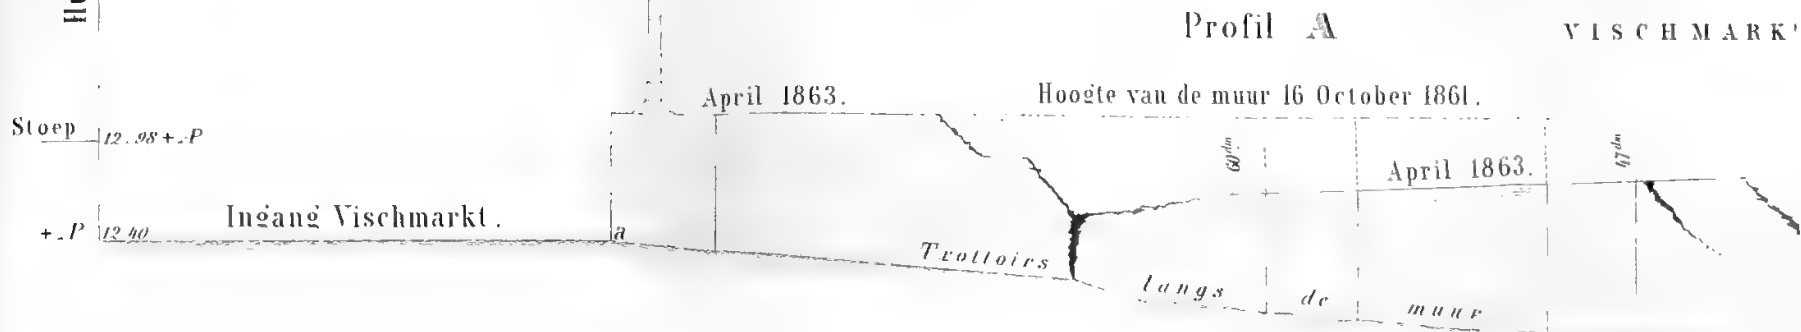 Profil A
VISCHMARK
April 1863.
Hoogte van de muur 16 October 1861.
Stoep
12.98 +.-P
60dm
47dm
April 1863.
+.-P 12.40
Ingang Vischmarkt.
a
Trottoirs langs de muur